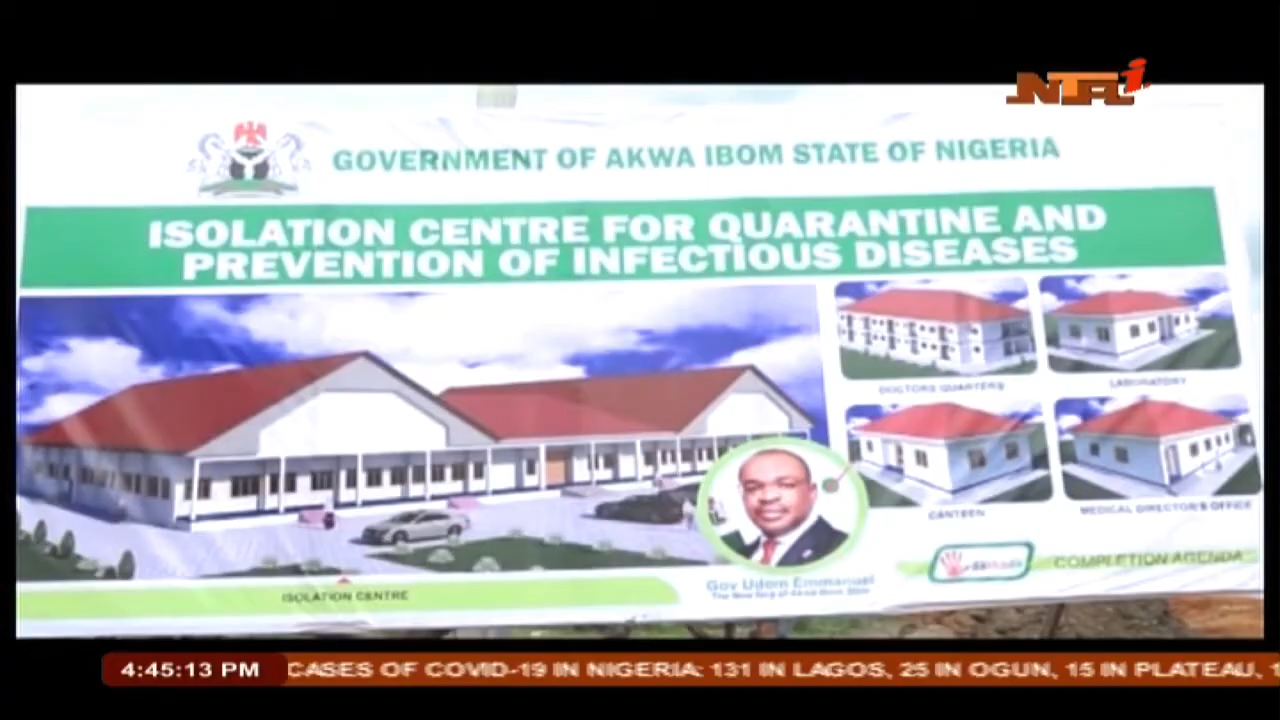 NTAi
GOVERNMENT OF AKWA IBOM STATE OF NIGERIA
ISOLATION CENTRE FOR QUARANTINE AND
PREVENTION OF INFECTIOUS DISEASES
DOCTORS QUARTERS
LABORATORY
CANTEEN
MEDICAL DIRECTOR'S OFFICE
Gov Udom Emmanuel
COMPLETION AGENDA
ISOLATION CENTRE
4:45:13 PM
CASES OF COVID-19 IN NIGERIA: 131 IN LAGOS, 25 IN OGUN, 15 IN PLATEAU, 1